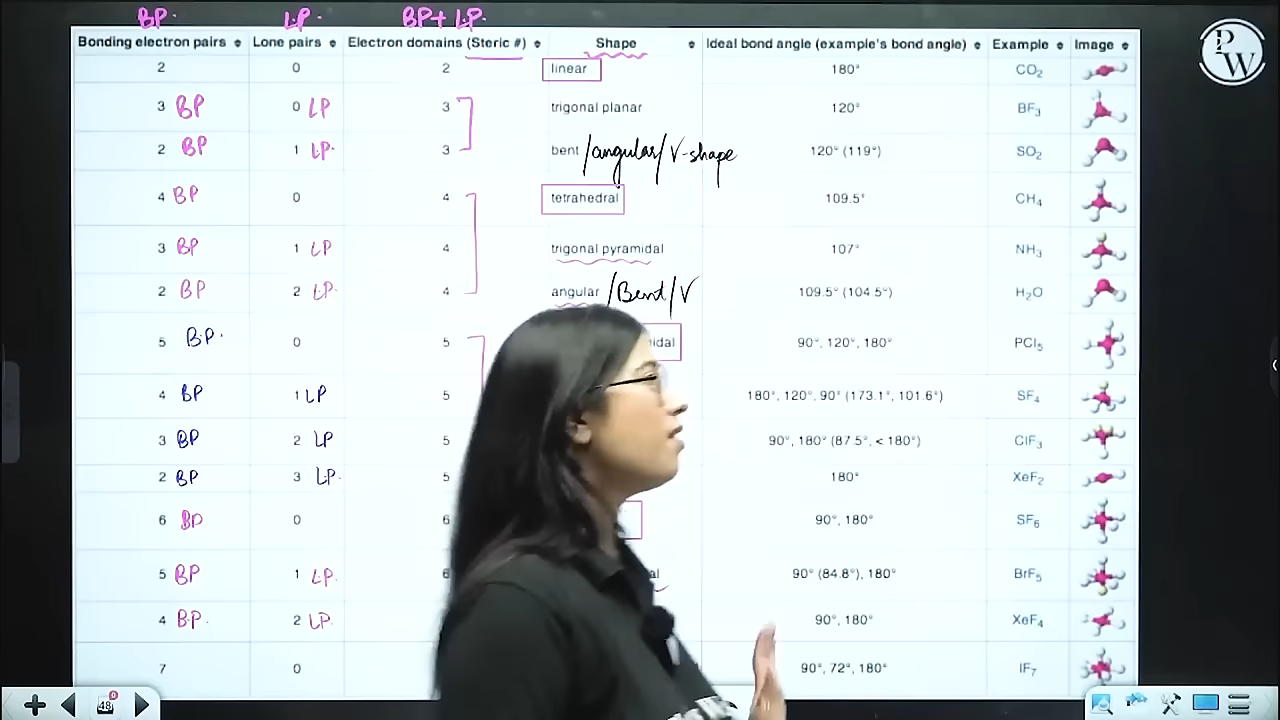 BP. LP. BP+ LP.
Bonding electron pairs Lone pairs Electron domains (Steric #) Shape Ideal bond angle (example's bond angle) Example Image
2 0 2 linear 180° CO₂
3 BP 0 LP 3 trigonal planar 120° BF₃
2 BP 1 LP. 3 bent /angular/ V-shape 120° (119°) SO₂
4 BP 0 4 tetrahedral 109.5° CH₄
3 BP 1 LP 4 trigonal pyramidal 107° NH₃
2 BP 2 LP. 4 angular /Bend/V 109.5° (104.5°) H₂O
5 B.P. 0 5 idal 90°, 120°, 180° PCl₅
4 BP 1 LP 5 180°, 120°, 90° (173.1°, 101.6°) SF₄
3 BP 2 LP 5 90°, 180° (87.5°, < 180°) ClF₃
2 BP 3 LP. 5 180° XeF₂
6 BP 0 6 90°, 180° SF₆
5 BP 1 LP. 6 al 90° (84.8°), 180° BrF₅
4 B.P. 2 LP. 90°, 180° XeF₄
7 0 90°, 72°, 180° IF₇
P
W
48
0